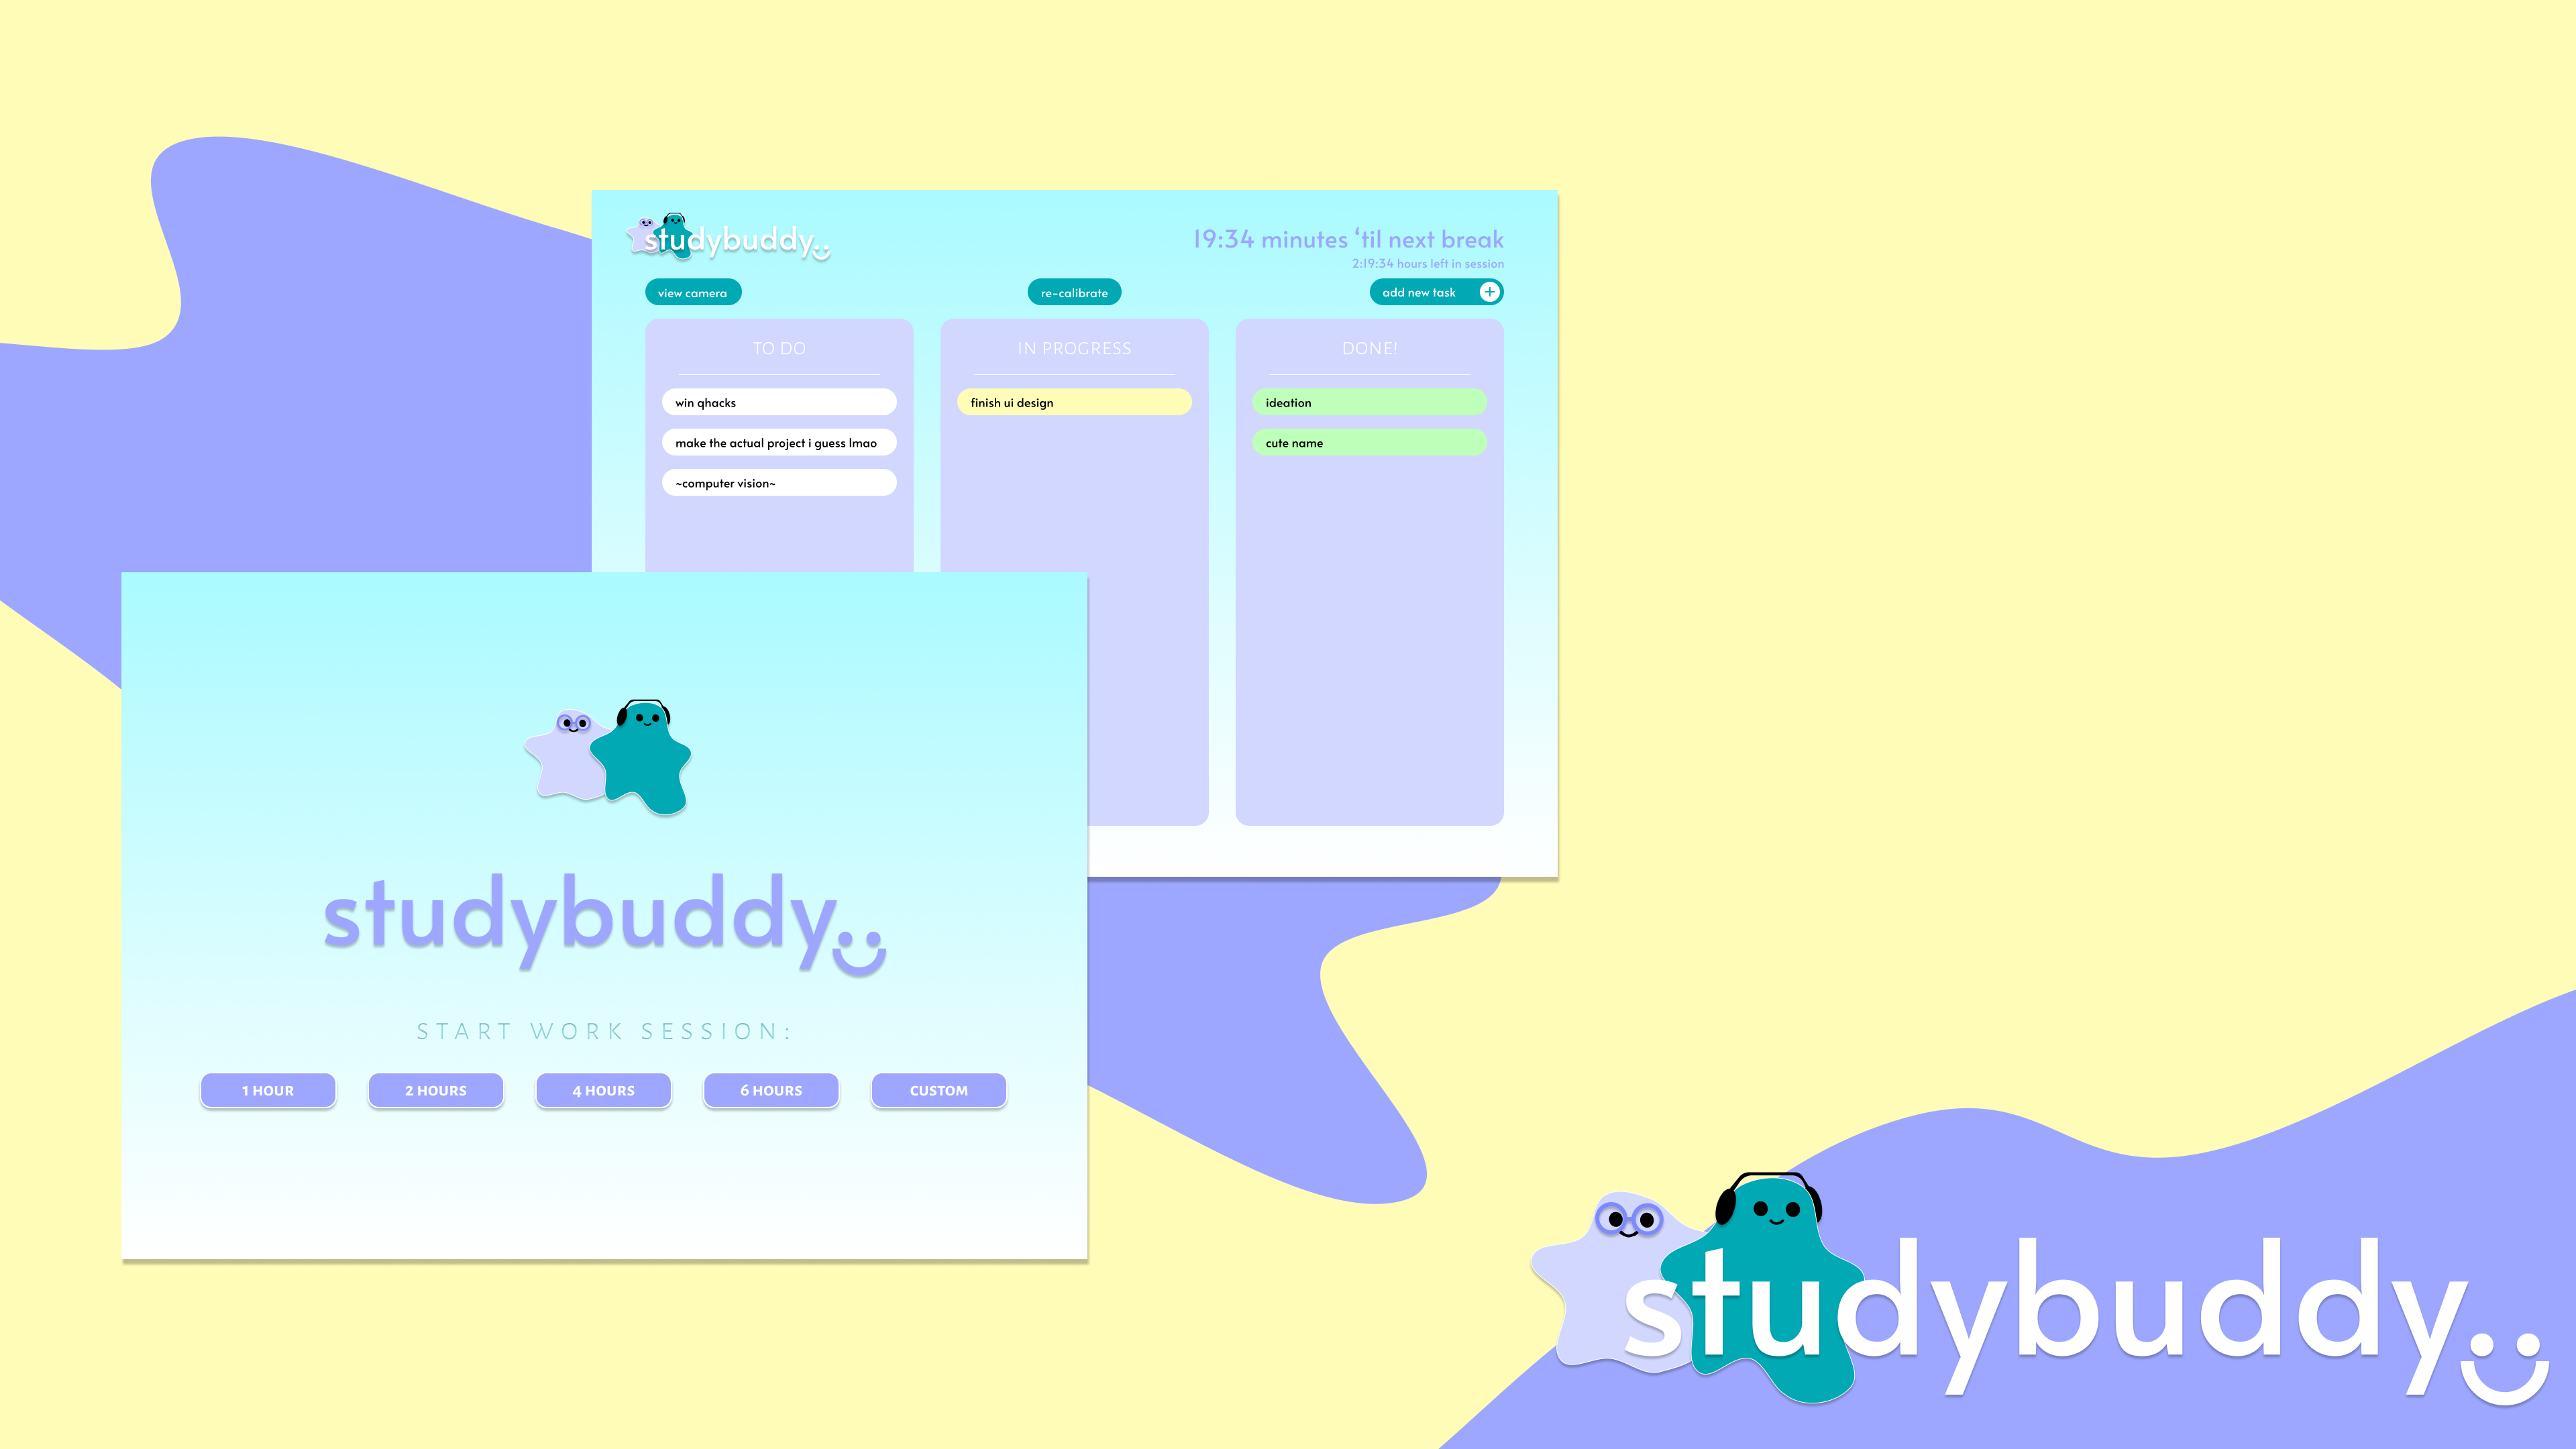 studybuddy
19:34 minutes ‘til next break
2:19:34 hours left in session
view camera
re-calibrate
add new task +
TO DO
win qhacks
make the actual project i guess lmao
~computer vision~
IN PROGRESS
finish ui design
DONE!
ideation
cute name
studybuddy
START WORK SESSION:
1 HOUR
2 HOURS
4 HOURS
6 HOURS
CUSTOM
studybuddy